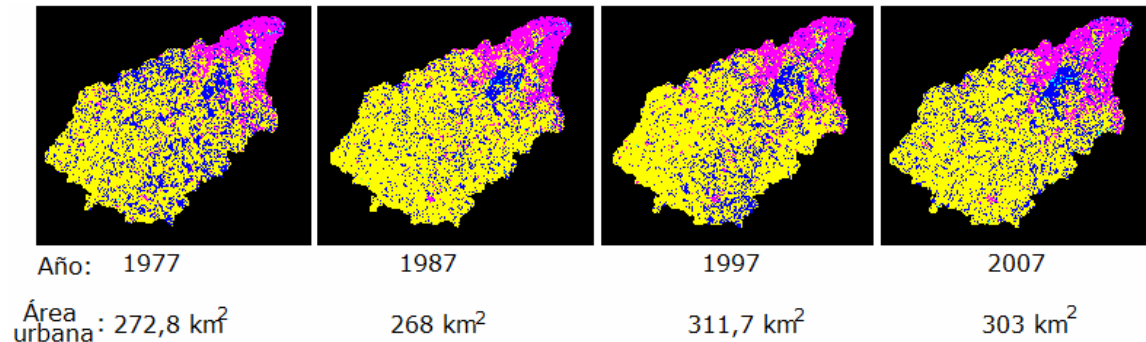 Año: 1977 1987 1997 2007
Área urbana: 272,8 km² 268 km² 311,7 km² 303 km²